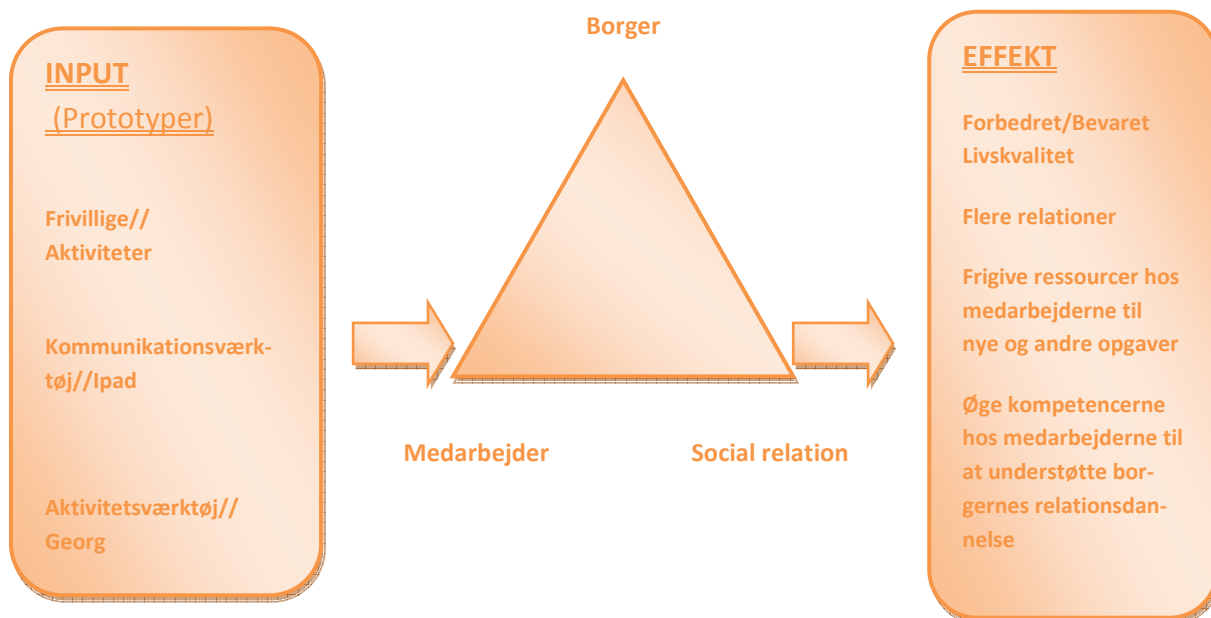 INPUT
(Prototyper)
Frivillige//
Aktiviteter
Kommunikationsværk-
tøj//Ipad
Aktivitetsværktøj//
Georg
Borger
Medarbejder
Social relation
EFFEKT
Forbedret/Bevaret
Livskvalitet
Flere relationer
Frigive ressourcer hos
medarbejderne til
nye og andre opgaver
Øge kompetencerne
hos medarbejderne til
at understøtte bor-
gernes relationsdan-
nelse